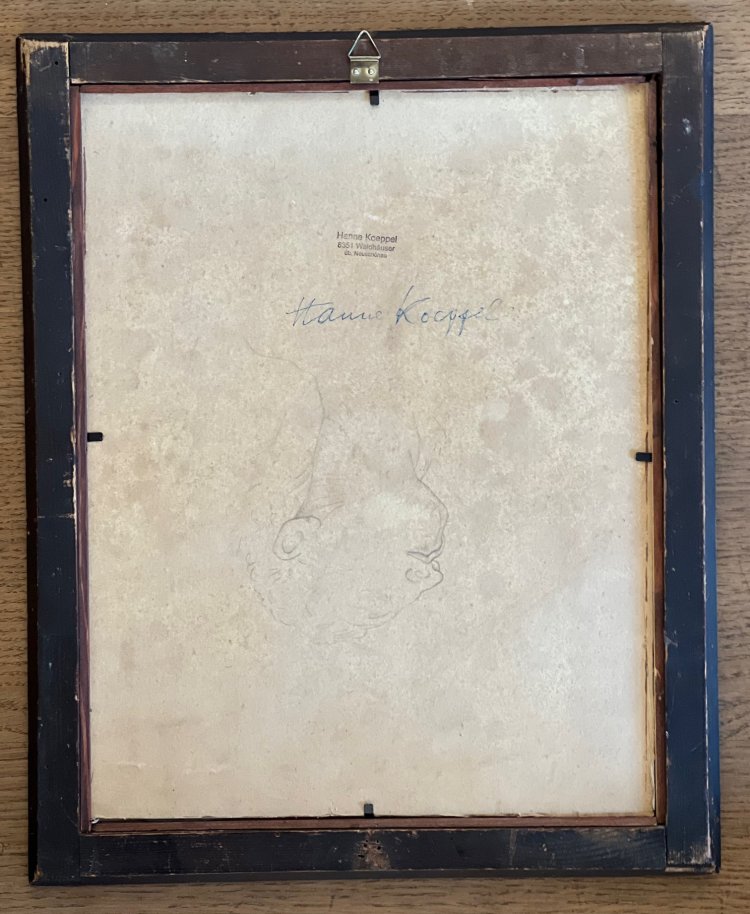 Hanne Koeppel
8351 Waldhäuser
üb. Neuschönau
Hanne Koeppel